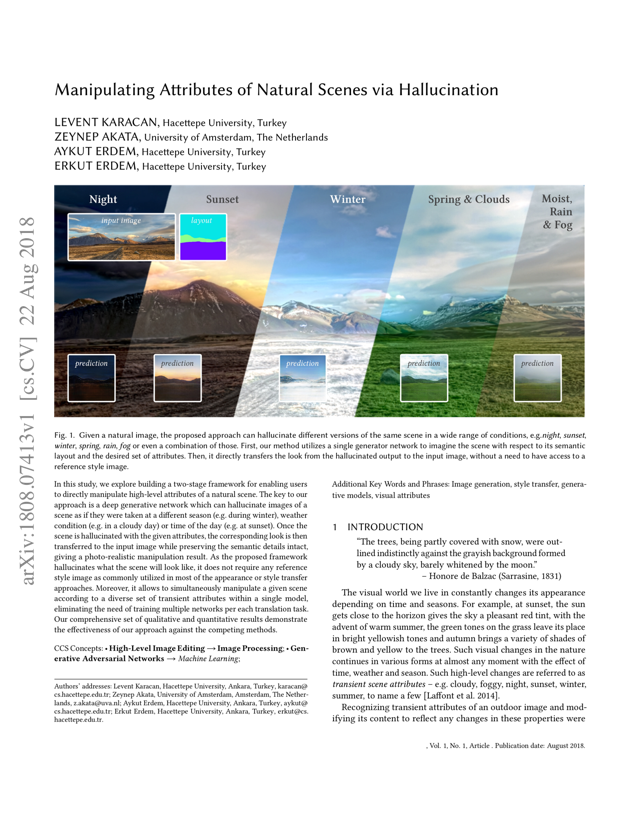 Manipulating Attributes of Natural Scenes via Hallucination
LEVENT KARACAN, Hacettepe University, Turkey
ZEYNEP AKATA, University of Amsterdam, The Netherlands
AYKUT ERDEM, Hacettepe University, Turkey
ERKUT ERDEM, Hacettepe University, Turkey
Night
Sunset
Winter
Spring & Clouds
Moist,
Rain
& Fog
input image
layout
prediction
prediction
prediction
prediction
prediction
Fig. 1. Given a natural image, the proposed approach can hallucinate different versions of the same scene in a wide range of conditions, e.g.night, sunset,
winter, spring, rain, fog or even a combination of those. First, our method utilizes a single generator network to imagine the scene with respect to its semantic
layout and the desired set of attributes. Then, it directly transfers the look from the hallucinated output to the input image, without a need to have access to a
reference style image.
In this study, we explore building a two-stage framework for enabling users
to directly manipulate high-level attributes of a natural scene. The key to our
approach is a deep generative network which can hallucinate images of a
scene as if they were taken at a different season (e.g. during winter), weather
condition (e.g. in a cloudy day) or time of the day (e.g. at sunset). Once the
scene is hallucinated with the given attributes, the corresponding look is then
transferred to the input image while preserving the semantic details intact,
giving a photo-realistic manipulation result. As the proposed framework
hallucinates what the scene will look like, it does not require any reference
style image as commonly utilized in most of the appearance or style transfer
approaches. Moreover, it allows to simultaneously manipulate a given scene
according to a diverse set of transient attributes within a single model,
eliminating the need of training multiple networks per each translation task.
Our comprehensive set of qualitative and quantitative results demonstrate
the effectiveness of our approach against the competing methods.
CCS Concepts: • High-Level Image Editing → Image Processing; • Gen-
erative Adversarial Networks → Machine Learning;
Authors' addresses: Levent Karacan, Hacettepe University, Ankara, Turkey, karacan@
cs.hacettepe.edu.tr; Zeynep Akata, University of Amsterdam, Amsterdam, The Nether-
lands, z.akata@uva.nl; Aykut Erdem, Hacettepe University, Ankara, Turkey, aykut@
cs.hacettepe.edu.tr; Erkut Erdem, Hacettepe University, Ankara, Turkey, erkut@cs.
hacettepe.edu.tr.
Additional Key Words and Phrases: Image generation, style transfer, genera-
tive models, visual attributes
1 INTRODUCTION
"The trees, being partly covered with snow, were out-
lined indistinctly against the grayish background formed
by a cloudy sky, barely whitened by the moon."
– Honore de Balzac (Sarrasine, 1831)
The visual world we live in constantly changes its appearance
depending on time and seasons. For example, at sunset, the sun
gets close to the horizon gives the sky a pleasant red tint, with the
advent of warm summer, the green tones on the grass leave its place
in bright yellowish tones and autumn brings a variety of shades of
brown and yellow to the trees. Such visual changes in the nature
continues in various forms at almost any moment with the effect of
time, weather and season. Such high-level changes are referred to as
transient scene attributes – e.g. cloudy, foggy, night, sunset, winter,
summer, to name a few [Laffont et al. 2014].
Recognizing transient attributes of an outdoor image and mod-
ifying its content to reflect any changes in these properties were
, Vol. 1, No. 1, Article . Publication date: August 2018.
arXiv:1808.07413v1 [cs.CV] 22 Aug 2018